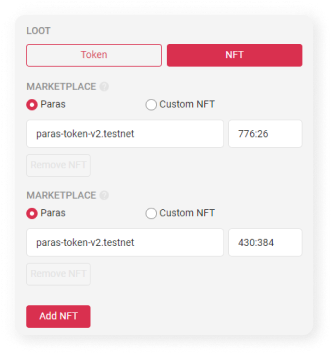 LOOT
Token NFT
MARKETPLACE ?
Paras Custom NFT
paras-token-v2.testnet 776:26
Remove NFT
MARKETPLACE ?
Paras Custom NFT
paras-token-v2.testnet 430:384
Remove NFT
Add NFT